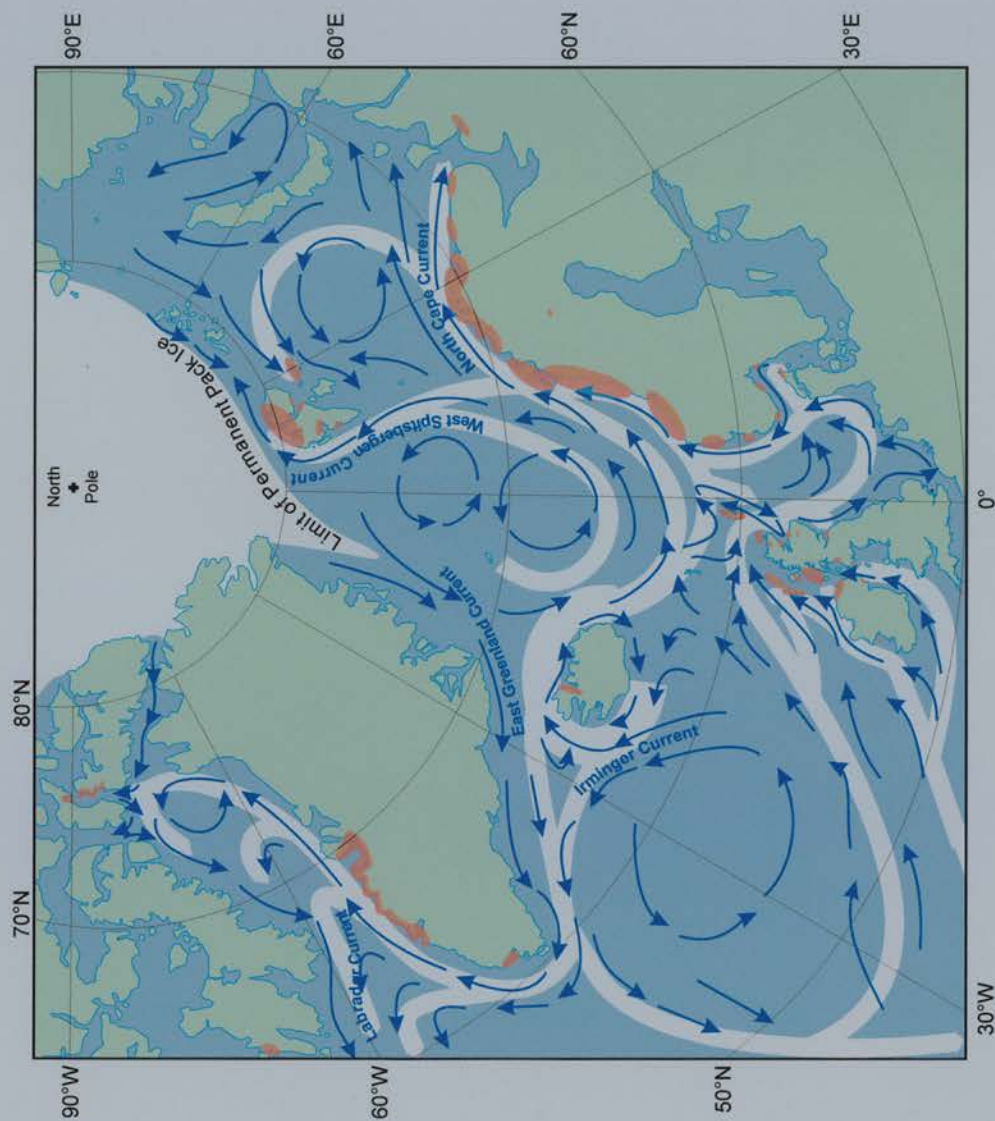 70°N
80°N
90°W
North
Pole
90°E
Limit of Permanent Pack Ice
60°E
Labrador Current
60°W
West Spitsbergen Current
North Cape Current
East Greenland Current
60°N
Irminger Current
50°N
30°E
30°W
0°